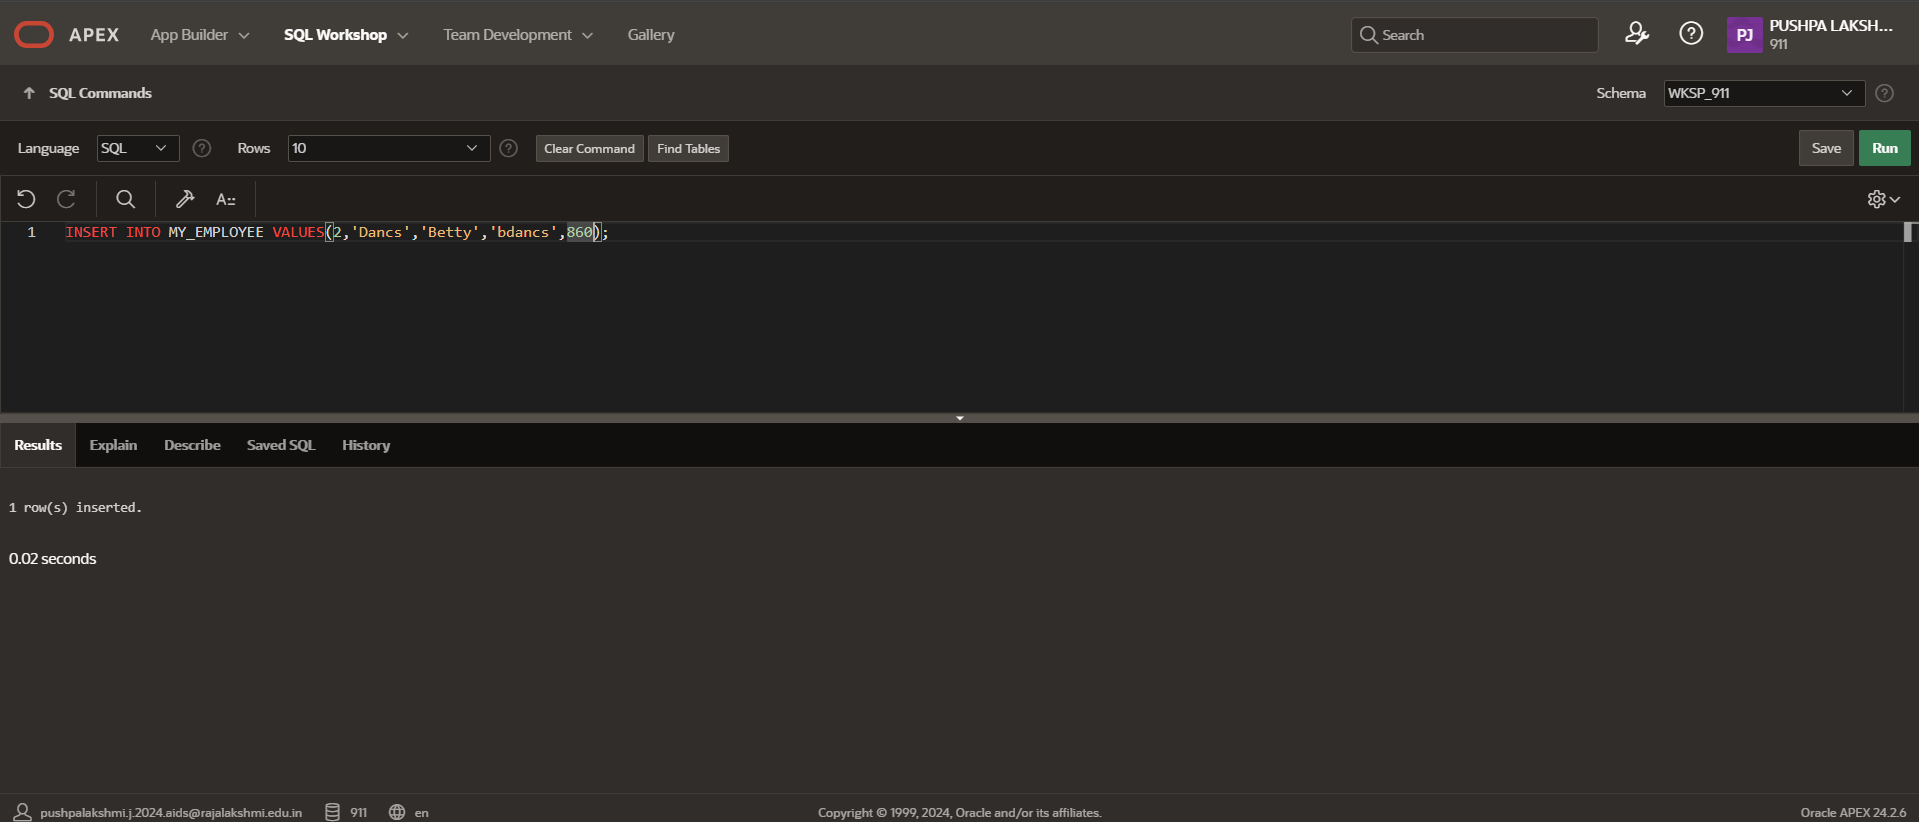 APEX App Builder SQL Workshop Team Development Gallery Search PJ PUSHPA LAKSH...
911
SQL Commands Schema WKSP_911
Language SQL Rows 10 Clear Command Find Tables Save Run
A::
1 INSERT INTO MY_EMPLOYEE VALUES(2,'Dancs','Betty','bdancs',860);
Results Explain Describe Saved SQL History
1 row(s) inserted.
0.02 seconds
pushpalakshmi.j.2024.aids@rajalakshmi.edu.in 911 en Copyright © 1999, 2024, Oracle and/or its affiliates. Oracle APEX 24.2.6